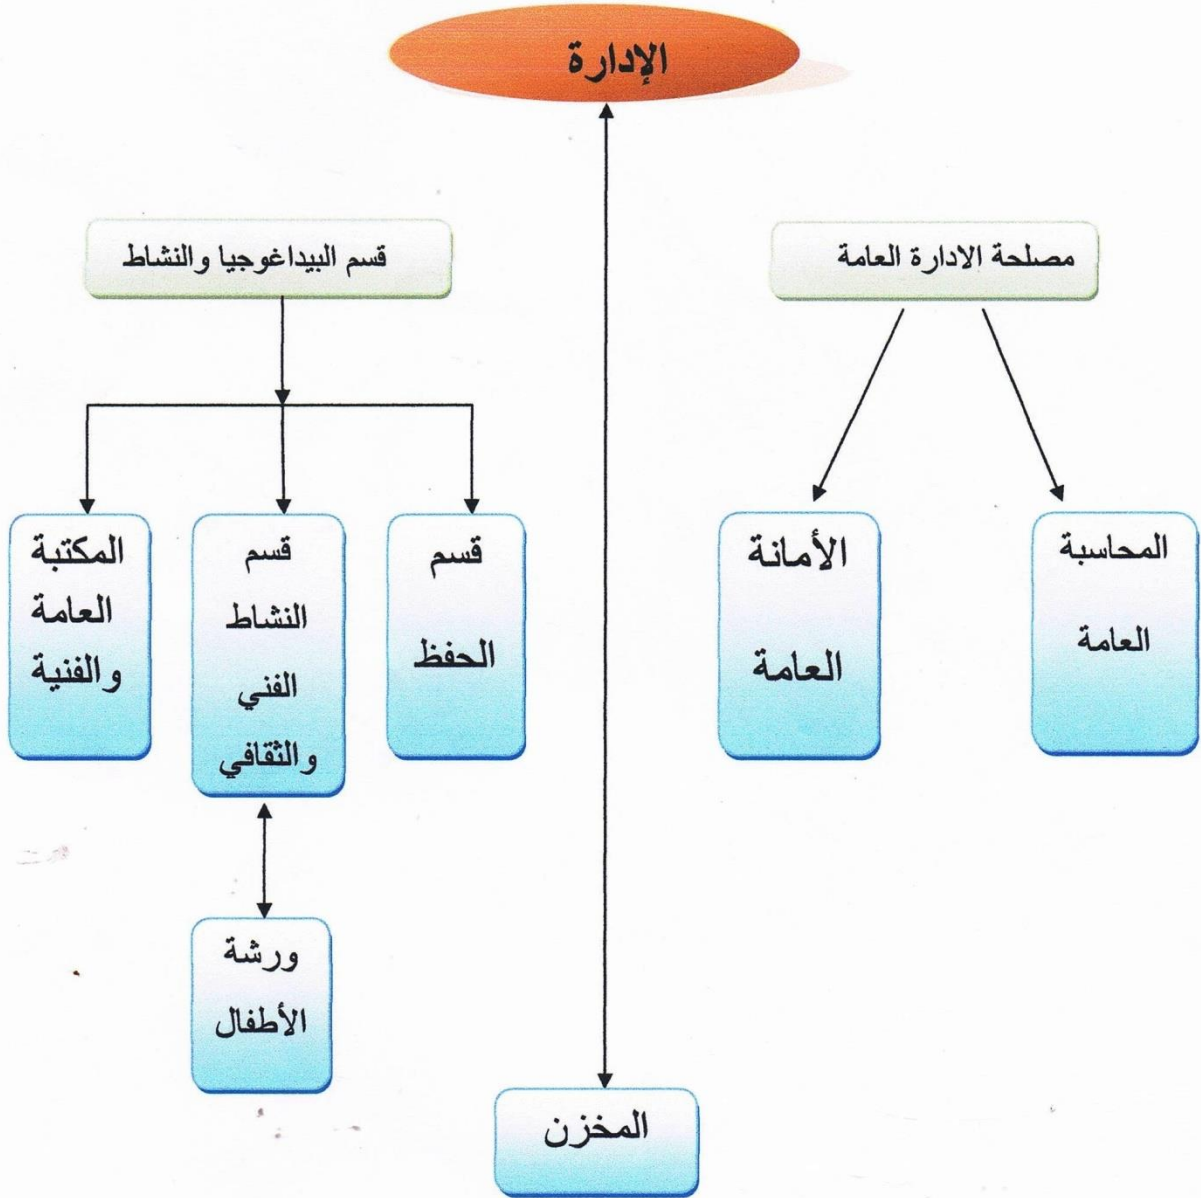 الإدارة
مصلحة الادارة العامة
قسم البيداغوجيا والنشاط
المحاسبة
العامة
الأمانة
العامة
قسم
الحفظ
قسم
النشاط
الفني
والثقافي
المكتبة
العامة
والفنية
ورشة
الأطفال
المخزن